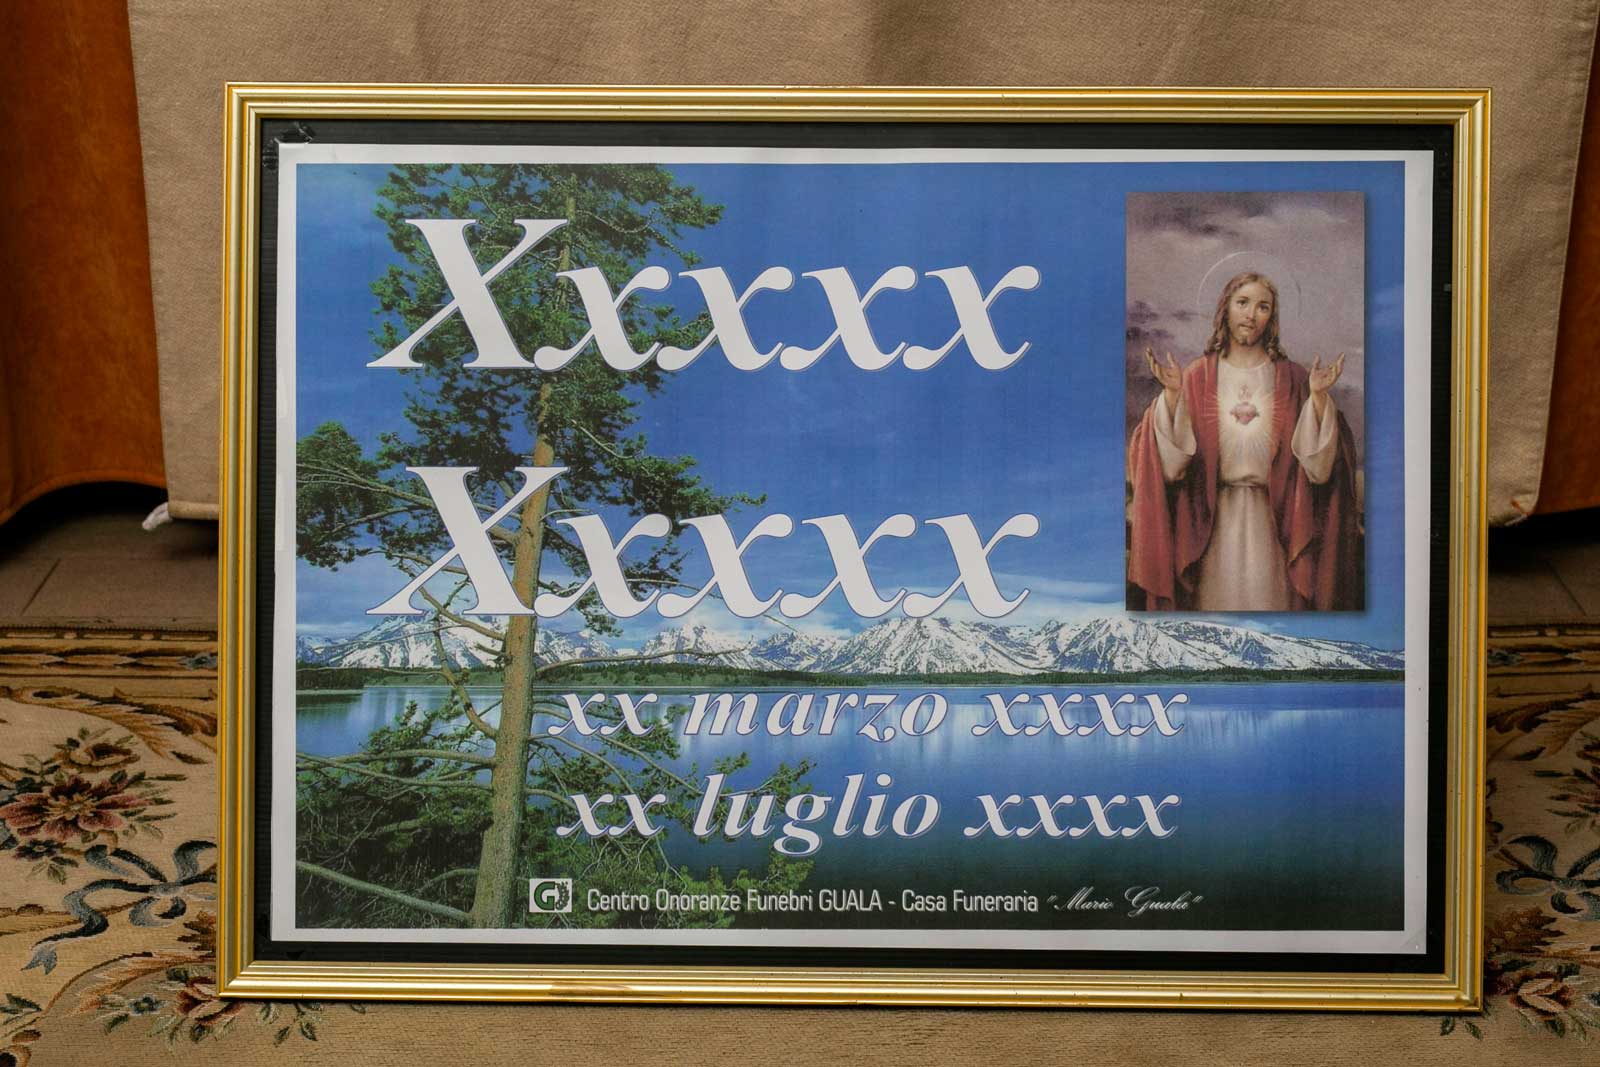 Xxxxx
Xxxxx
xx marzo xxxx
xx luglio xxxx
G Centro Onoranze Funebri GUALA - Casa Funeraria "Mario Guala"